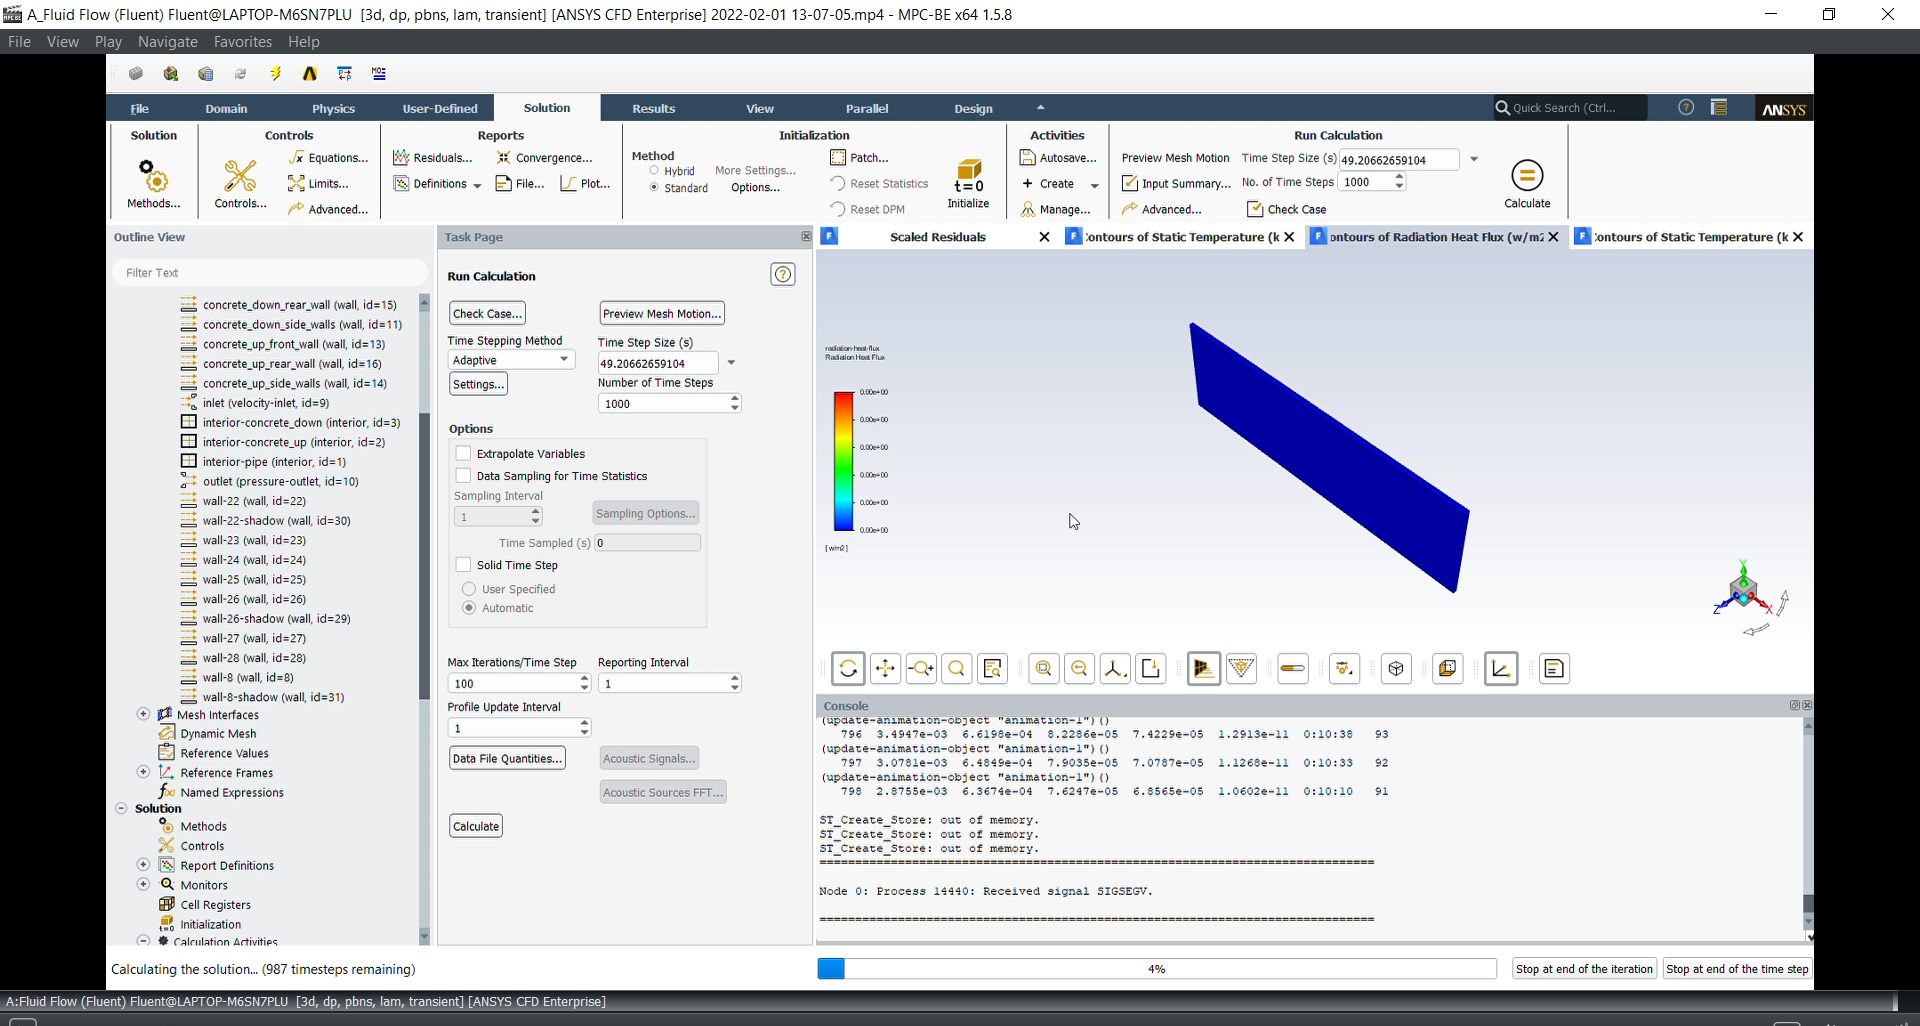 A_Fluid Flow (Fluent) Fluent@LAPTOP-M6SN7PLU [3d, dp, pbns, lam, transient] [ANSYS CFD Enterprise] 2022-02-01 13-07-05.mp4 - MPC-BE x64 1.5.8
File View Play Navigate Favorites Help
File Domain Physics User-Defined Solution Results View Parallel Design Quick Search (Ctrl... ANSYS
Solution Controls Reports Initialization Activities Run Calculation
Methods...
Controls...
Equations...
Limits...
Advanced...
Residuals... Convergence...
Definitions File... Plot...
Method
Hybrid
Standard
More Settings...
Options...
Patch...
Reset Statistics
Reset DPM
t=0
Initialize
Autosave...
Create
Manage...
Preview Mesh Motion Time Step Size (s) 49.20662659104
Input Summary... No. of Time Steps 1000
Advanced... Check Case
Calculate
Outline View
Filter Text
concrete_down_rear_wall (wall, id=15)
concrete_down_side_walls (wall, id=11)
concrete_up_front_wall (wall, id=13)
concrete_up_rear_wall (wall, id=16)
concrete_up_side_walls (wall, id=14)
inlet (velocity-inlet, id=9)
interior-concrete_down (interior, id=3)
interior-concrete_up (interior, id=2)
interior-pipe (interior, id=1)
outlet (pressure-outlet, id=10)
wall-22 (wall, id=22)
wall-22-shadow (wall, id=30)
wall-23 (wall, id=23)
wall-24 (wall, id=24)
wall-25 (wall, id=25)
wall-26 (wall, id=26)
wall-26-shadow (wall, id=29)
wall-27 (wall, id=27)
wall-28 (wall, id=28)
wall-8 (wall, id=8)
wall-8-shadow (wall, id=31)
Mesh Interfaces
Dynamic Mesh
Reference Values
Reference Frames
Named Expressions
Solution
Methods
Controls
Report Definitions
Monitors
Cell Registers
Initialization
Calculation Activities
Task Page
Run Calculation
Check Case... Preview Mesh Motion...
Time Stepping Method Time Step Size (s)
Adaptive 49.20662659104
Settings... Number of Time Steps
1000
Options
Extrapolate Variables
Data Sampling for Time Statistics
Sampling Interval
1 Sampling Options...
Time Sampled (s) 0
Solid Time Step
User Specified
Automatic
Max Iterations/Time Step Reporting Interval
100 1
Profile Update Interval
1
Data File Quantities... Acoustic Signals...
Acoustic Sources FFT...
Calculate
Scaled Residuals :ontours of Static Temperature (k ontours of Radiation Heat Flux (w/m2 :ontours of Static Temperature (k
radiation-heat-flux
Radiation Heat Flux
0.00e+00
0.00e+00
0.00e+00
0.00e+00
0.00e+00
0.00e+00
[ w/m2 ]
Y
Z X
Console
(update-animation-object "animation-1")()
796 3.4947e-03 6.6198e-04 8.2286e-05 7.4229e-05 1.2913e-11 0:10:38 93
(update-animation-object "animation-1")()
797 3.0781e-03 6.4849e-04 7.9035e-05 7.0787e-05 1.1268e-11 0:10:33 92
(update-animation-object "animation-1")()
798 2.8755e-03 6.3674e-04 7.6247e-05 6.8565e-05 1.0602e-11 0:10:10 91
ST_Create_Store: out of memory.
ST_Create_Store: out of memory.
ST_Create_Store: out of memory.
Node 0: Process 14440: Received signal SIGSEGV.
Calculating the solution... (987 timesteps remaining) 4% Stop at end of the iteration Stop at end of the time step
A:Fluid Flow (Fluent) Fluent@LAPTOP-M6SN7PLU [3d, dp, pbns, lam, transient] [ANSYS CFD Enterprise]